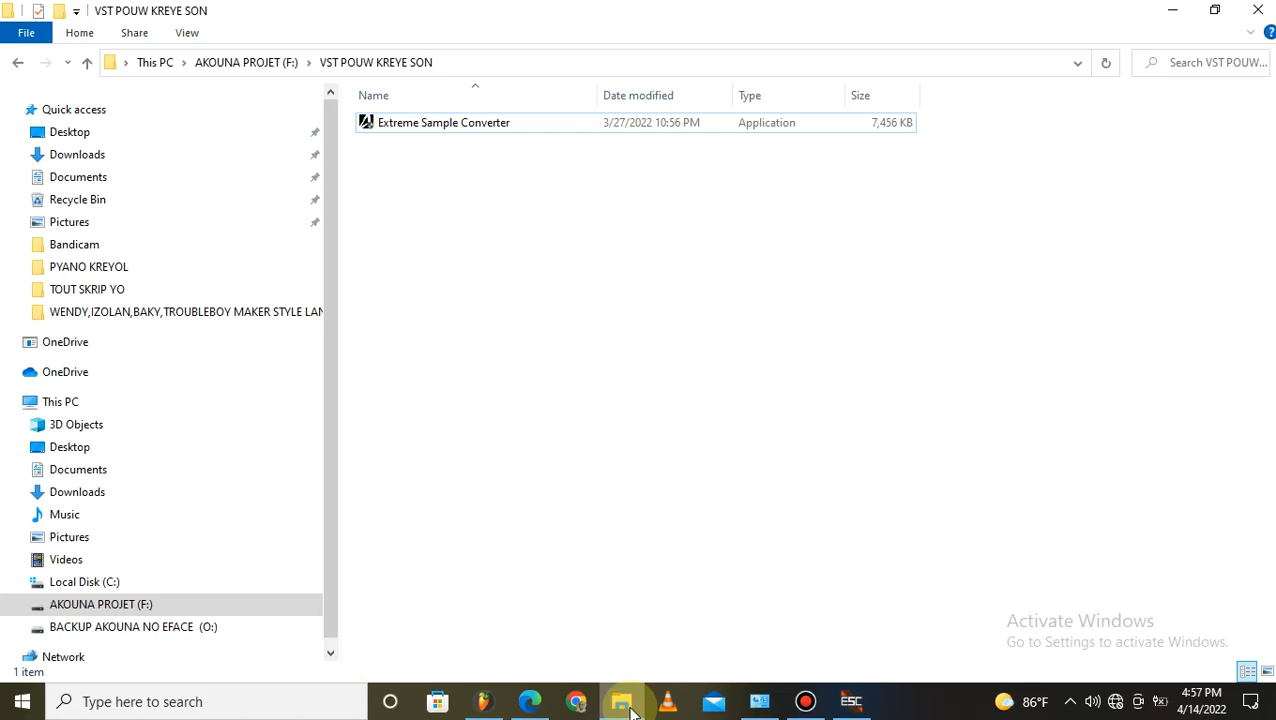 VST POUW KREYE SON
File Home Share View
This PC AKOUNA PROJET (F:) VST POUW KREYE SON Search VST POUW...
Name Date modified Type Size
Extreme Sample Converter 3/27/2022 10:56 PM Application 7,456 KB
Quick access
Desktop
Downloads
Documents
Recycle Bin
Pictures
Bandicam
PYANO KREYOL
TOUT SKRIP YO
WENDY,IZOLAN,BAKY,TROUBLEBOY MAKER STYLE LAN
OneDrive
OneDrive
This PC
3D Objects
Desktop
Documents
Downloads
Music
Pictures
Videos
Local Disk (C:)
AKOUNA PROJET (F:)
BACKUP AKOUNA NO EFACE (O:)
Network
Activate Windows
Go to Settings to activate Windows.
1 item
Type here to search
ESC
86°F
4:57 PM
4/14/2022